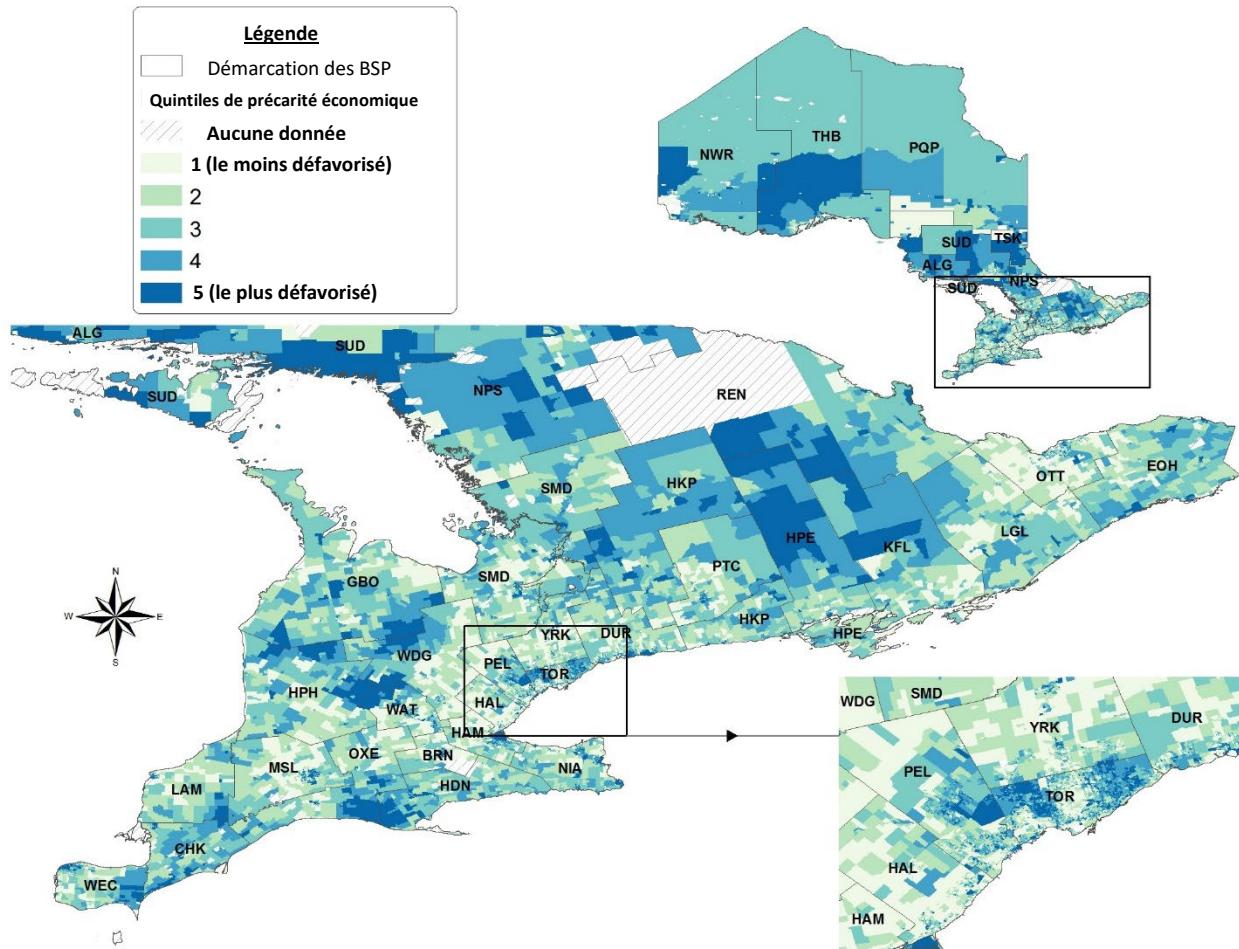 Légende
Démarcation des BSP
Quintiles de précarité économique
Aucune donnée
1 (le moins défavorisé)
2
3
4
5 (le plus défavorisé)
NWR
THB
PQP
SUD
TSK
ALG
NPS
SUD
ALG
SUD
SUD
NPS
REN
SMD
HKP
OTT
EOH
LGL
HPE
KFL
PTC
GBO
SMD
HKP
HPE
YRK
DUR
WDG
PEL
TOR
HPH
WAT
HAL
HAM
OXE
BRN
MSL
NIA
LAM
HDN
CHK
WEC
N
W
E
S
WDG
SMD
YRK
DUR
PEL
TOR
HAL
HAM